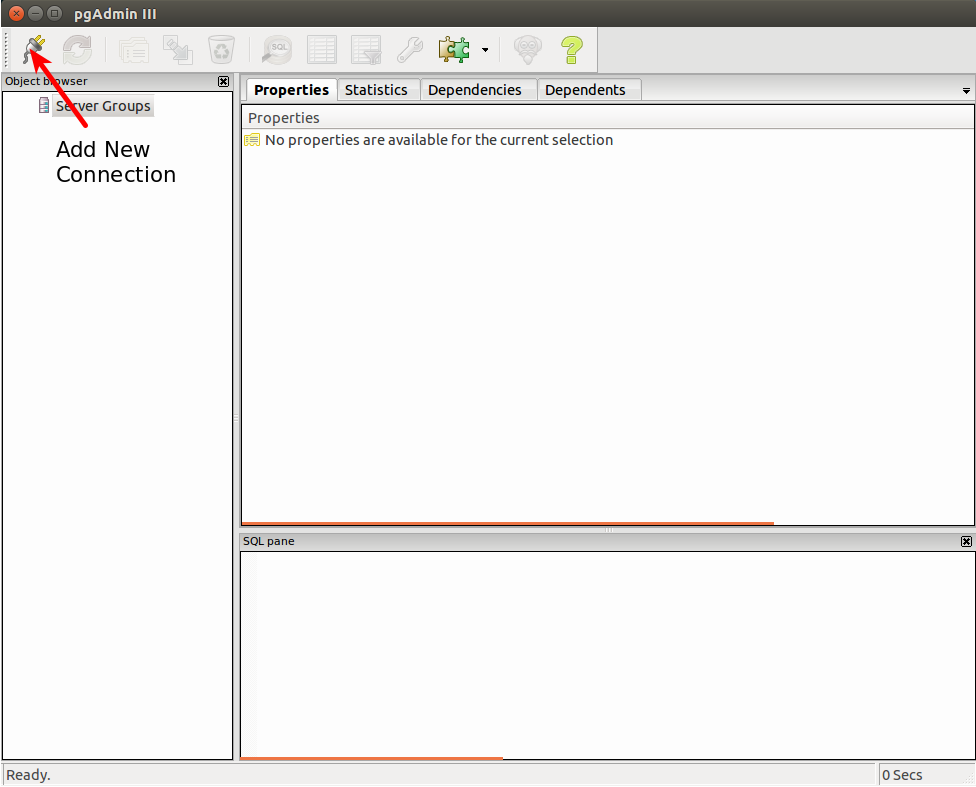 pgAdmin III
SQL
Object browser
Properties Statistics Dependencies Dependents
Server Groups
Properties
No properties are available for the current selection
Add New
Connection
SQL pane
Ready.
0 Secs